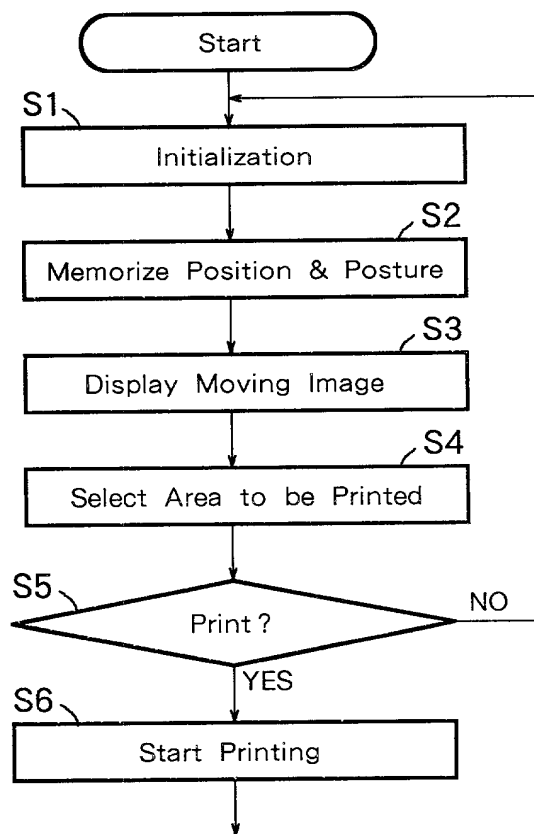 Start
S1
Initialization
S2
Memorize Position & Posture
S3
Display Moving Image
S4
Select Area to be Printed
S5
Print?
NO
YES
S6
Start Printing